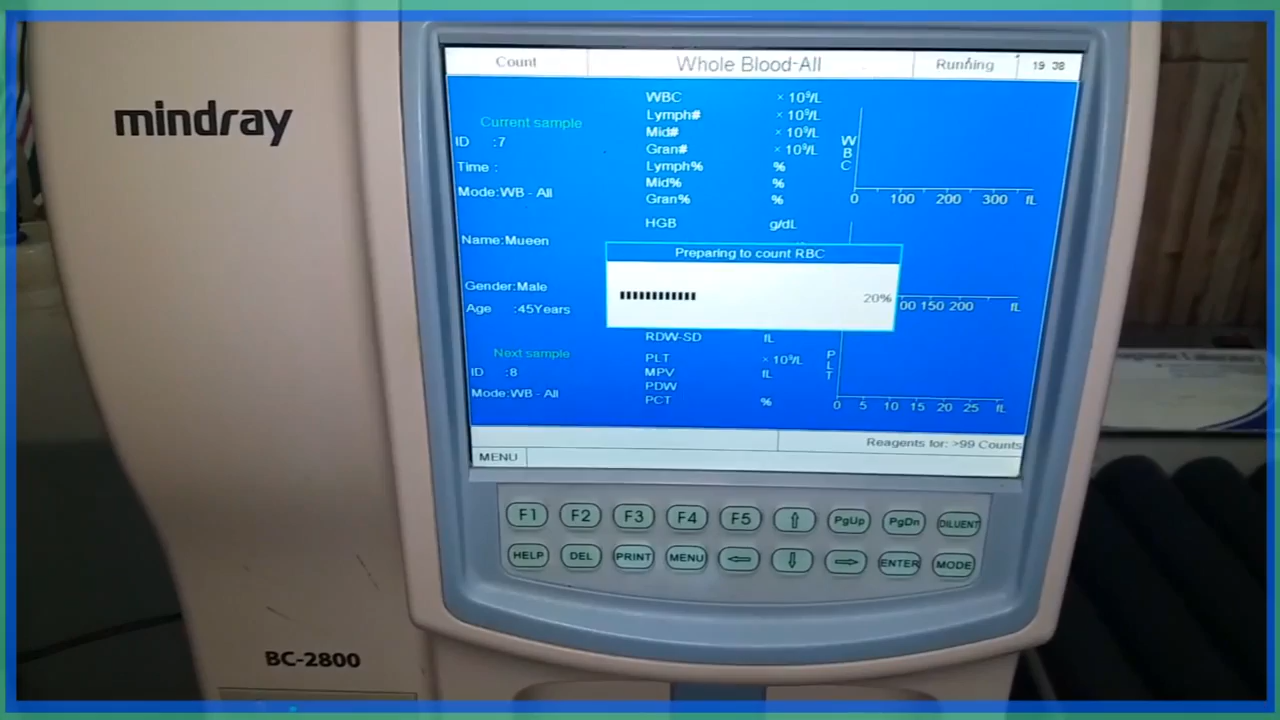 mindray
Count Whole Blood-All Running 19 38
Current sample
ID :7
Time :
Mode:WB - All
Name:Mueen
Gender:Male
Age :45Years
Next sample
ID :8
Mode:WB - All
WBC × 10⁹/L
Lymph# × 10⁹/L
Mid# × 10⁹/L
Gran# × 10⁹/L
Lymph% %
Mid% %
Gran% %
HGB g/dL
Preparing to count RBC
20%
RDW-SD fL
PLT × 10⁹/L
MPV fL
PDW
PCT %
WBC
0 100 200 300 fL
00 150 200 fL
PLT
0 5 10 15 20 25 fL
Reagents for: >99 Counts
MENU
F1 F2 F3 F4 F5 PgUp PgDn DILUENT
HELP DEL PRINT MENU ENTER MODE
BC-2800